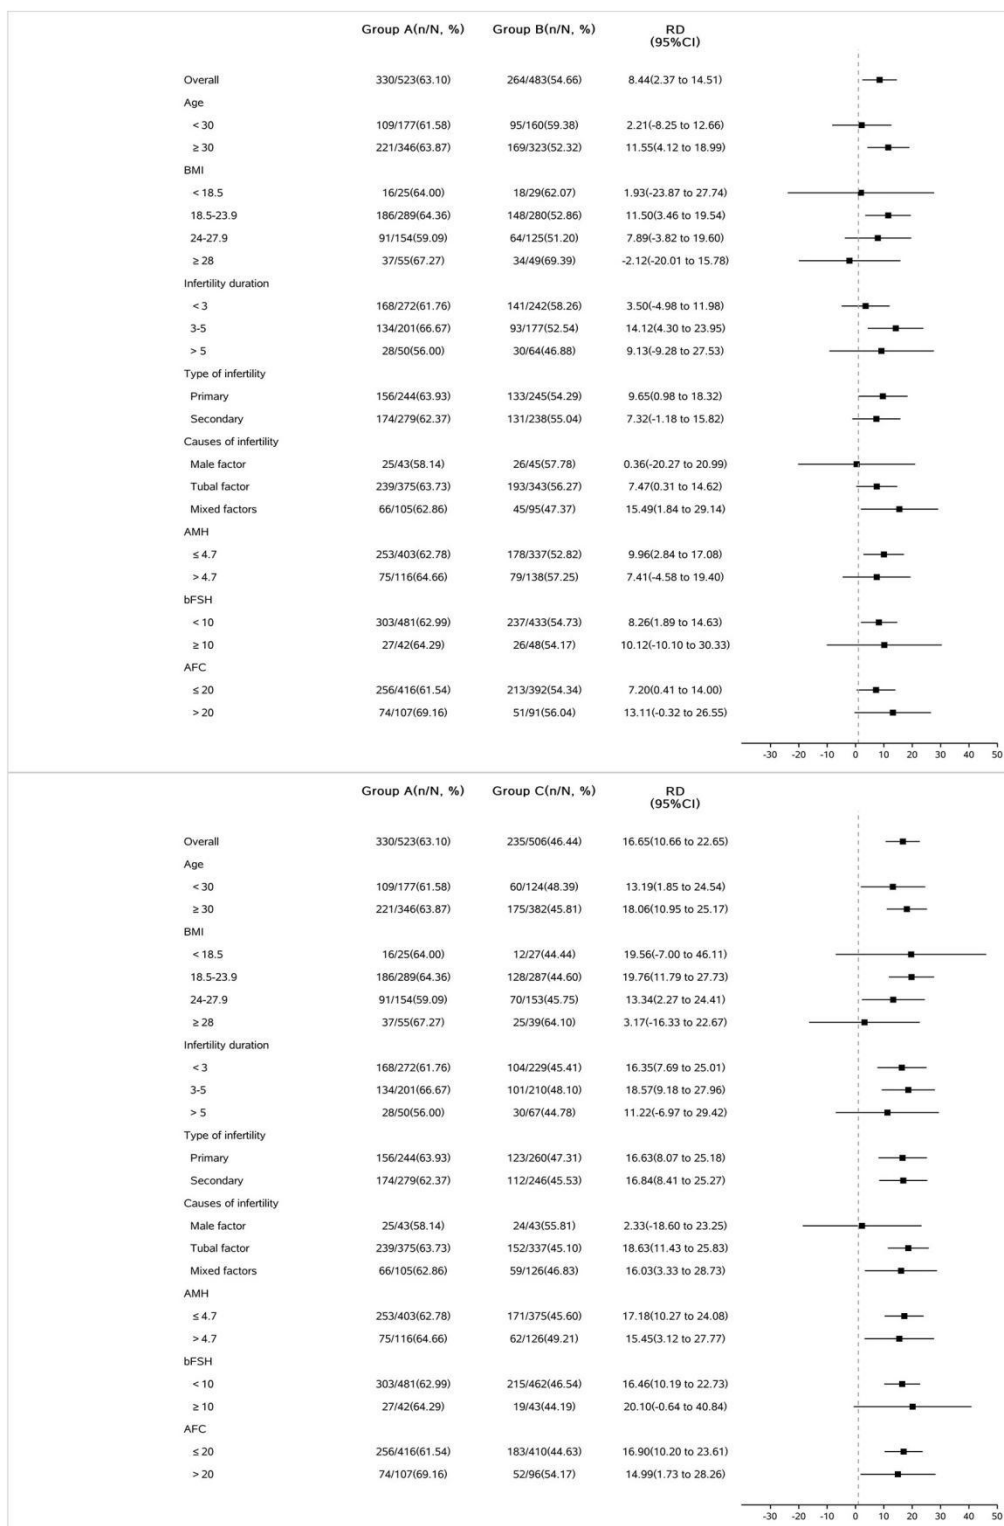 Group A(n/N, %) Group B(n/N, %) RD
(95%CI)
Overall 330/523(63.10) 264/483(54.66) 8.44(2.37 to 14.51)
Age
< 30 109/177(61.58) 95/160(59.38) 2.21(-8.25 to 12.66)
≥ 30 221/346(63.87) 169/323(52.32) 11.55(4.12 to 18.99)
BMI
< 18.5 16/25(64.00) 18/29(62.07) 1.93(-23.87 to 27.74)
18.5-23.9 186/289(64.36) 148/280(52.86) 11.50(3.46 to 19.54)
24-27.9 91/154(59.09) 64/125(51.20) 7.89(-3.82 to 19.60)
≥ 28 37/55(67.27) 34/49(69.39) -2.12(-20.01 to 15.78)
Infertility duration
< 3 168/272(61.76) 141/242(58.26) 3.50(-4.98 to 11.98)
3-5 134/201(66.67) 93/177(52.54) 14.12(4.30 to 23.95)
> 5 28/50(56.00) 30/64(46.88) 9.13(-9.28 to 27.53)
Type of infertility
Primary 156/244(63.93) 133/245(54.29) 9.65(0.98 to 18.32)
Secondary 174/279(62.37) 131/238(55.04) 7.32(-1.18 to 15.82)
Causes of infertility
Male factor 25/43(58.14) 26/45(57.78) 0.36(-20.27 to 20.99)
Tubal factor 239/375(63.73) 193/343(56.27) 7.47(0.31 to 14.62)
Mixed factors 66/105(62.86) 45/95(47.37) 15.49(1.84 to 29.14)
AMH
≤ 4.7 253/403(62.78) 178/337(52.82) 9.96(2.84 to 17.08)
> 4.7 75/116(64.66) 79/138(57.25) 7.41(-4.58 to 19.40)
bFSH
< 10 303/481(62.99) 237/433(54.73) 8.26(1.89 to 14.63)
≥ 10 27/42(64.29) 26/48(54.17) 10.12(-10.10 to 30.33)
AFC
≤ 20 256/416(61.54) 213/392(54.34) 7.20(0.41 to 14.00)
> 20 74/107(69.16) 51/91(56.04) 13.11(-0.32 to 26.55)
-30 -20 -10 0 10 20 30 40 50
Group A(n/N, %) Group C(n/N, %) RD
(95%CI)
Overall 330/523(63.10) 235/506(46.44) 16.65(10.66 to 22.65)
Age
< 30 109/177(61.58) 60/124(48.39) 13.19(1.85 to 24.54)
≥ 30 221/346(63.87) 175/382(45.81) 18.06(10.95 to 25.17)
BMI
< 18.5 16/25(64.00) 12/27(44.44) 19.56(-7.00 to 46.11)
18.5-23.9 186/289(64.36) 128/287(44.60) 19.76(11.79 to 27.73)
24-27.9 91/154(59.09) 70/153(45.75) 13.34(2.27 to 24.41)
≥ 28 37/55(67.27) 25/39(64.10) 3.17(-16.33 to 22.67)
Infertility duration
< 3 168/272(61.76) 104/229(45.41) 16.35(7.69 to 25.01)
3-5 134/201(66.67) 101/210(48.10) 18.57(9.18 to 27.96)
> 5 28/50(56.00) 30/67(44.78) 11.22(-6.97 to 29.42)
Type of infertility
Primary 156/244(63.93) 123/260(47.31) 16.63(8.07 to 25.18)
Secondary 174/279(62.37) 112/246(45.53) 16.84(8.41 to 25.27)
Causes of infertility
Male factor 25/43(58.14) 24/43(55.81) 2.33(-18.60 to 23.25)
Tubal factor 239/375(63.73) 152/337(45.10) 18.63(11.43 to 25.83)
Mixed factors 66/105(62.86) 59/126(46.83) 16.03(3.33 to 28.73)
AMH
≤ 4.7 253/403(62.78) 171/375(45.60) 17.18(10.27 to 24.08)
> 4.7 75/116(64.66) 62/126(49.21) 15.45(3.12 to 27.77)
bFSH
< 10 303/481(62.99) 215/462(46.54) 16.46(10.19 to 22.73)
≥ 10 27/42(64.29) 19/43(44.19) 20.10(-0.64 to 40.84)
AFC
≤ 20 256/416(61.54) 183/410(44.63) 16.90(10.20 to 23.61)
> 20 74/107(69.16) 52/96(54.17) 14.99(1.73 to 28.26)
-30 -20 -10 0 10 20 30 40 50